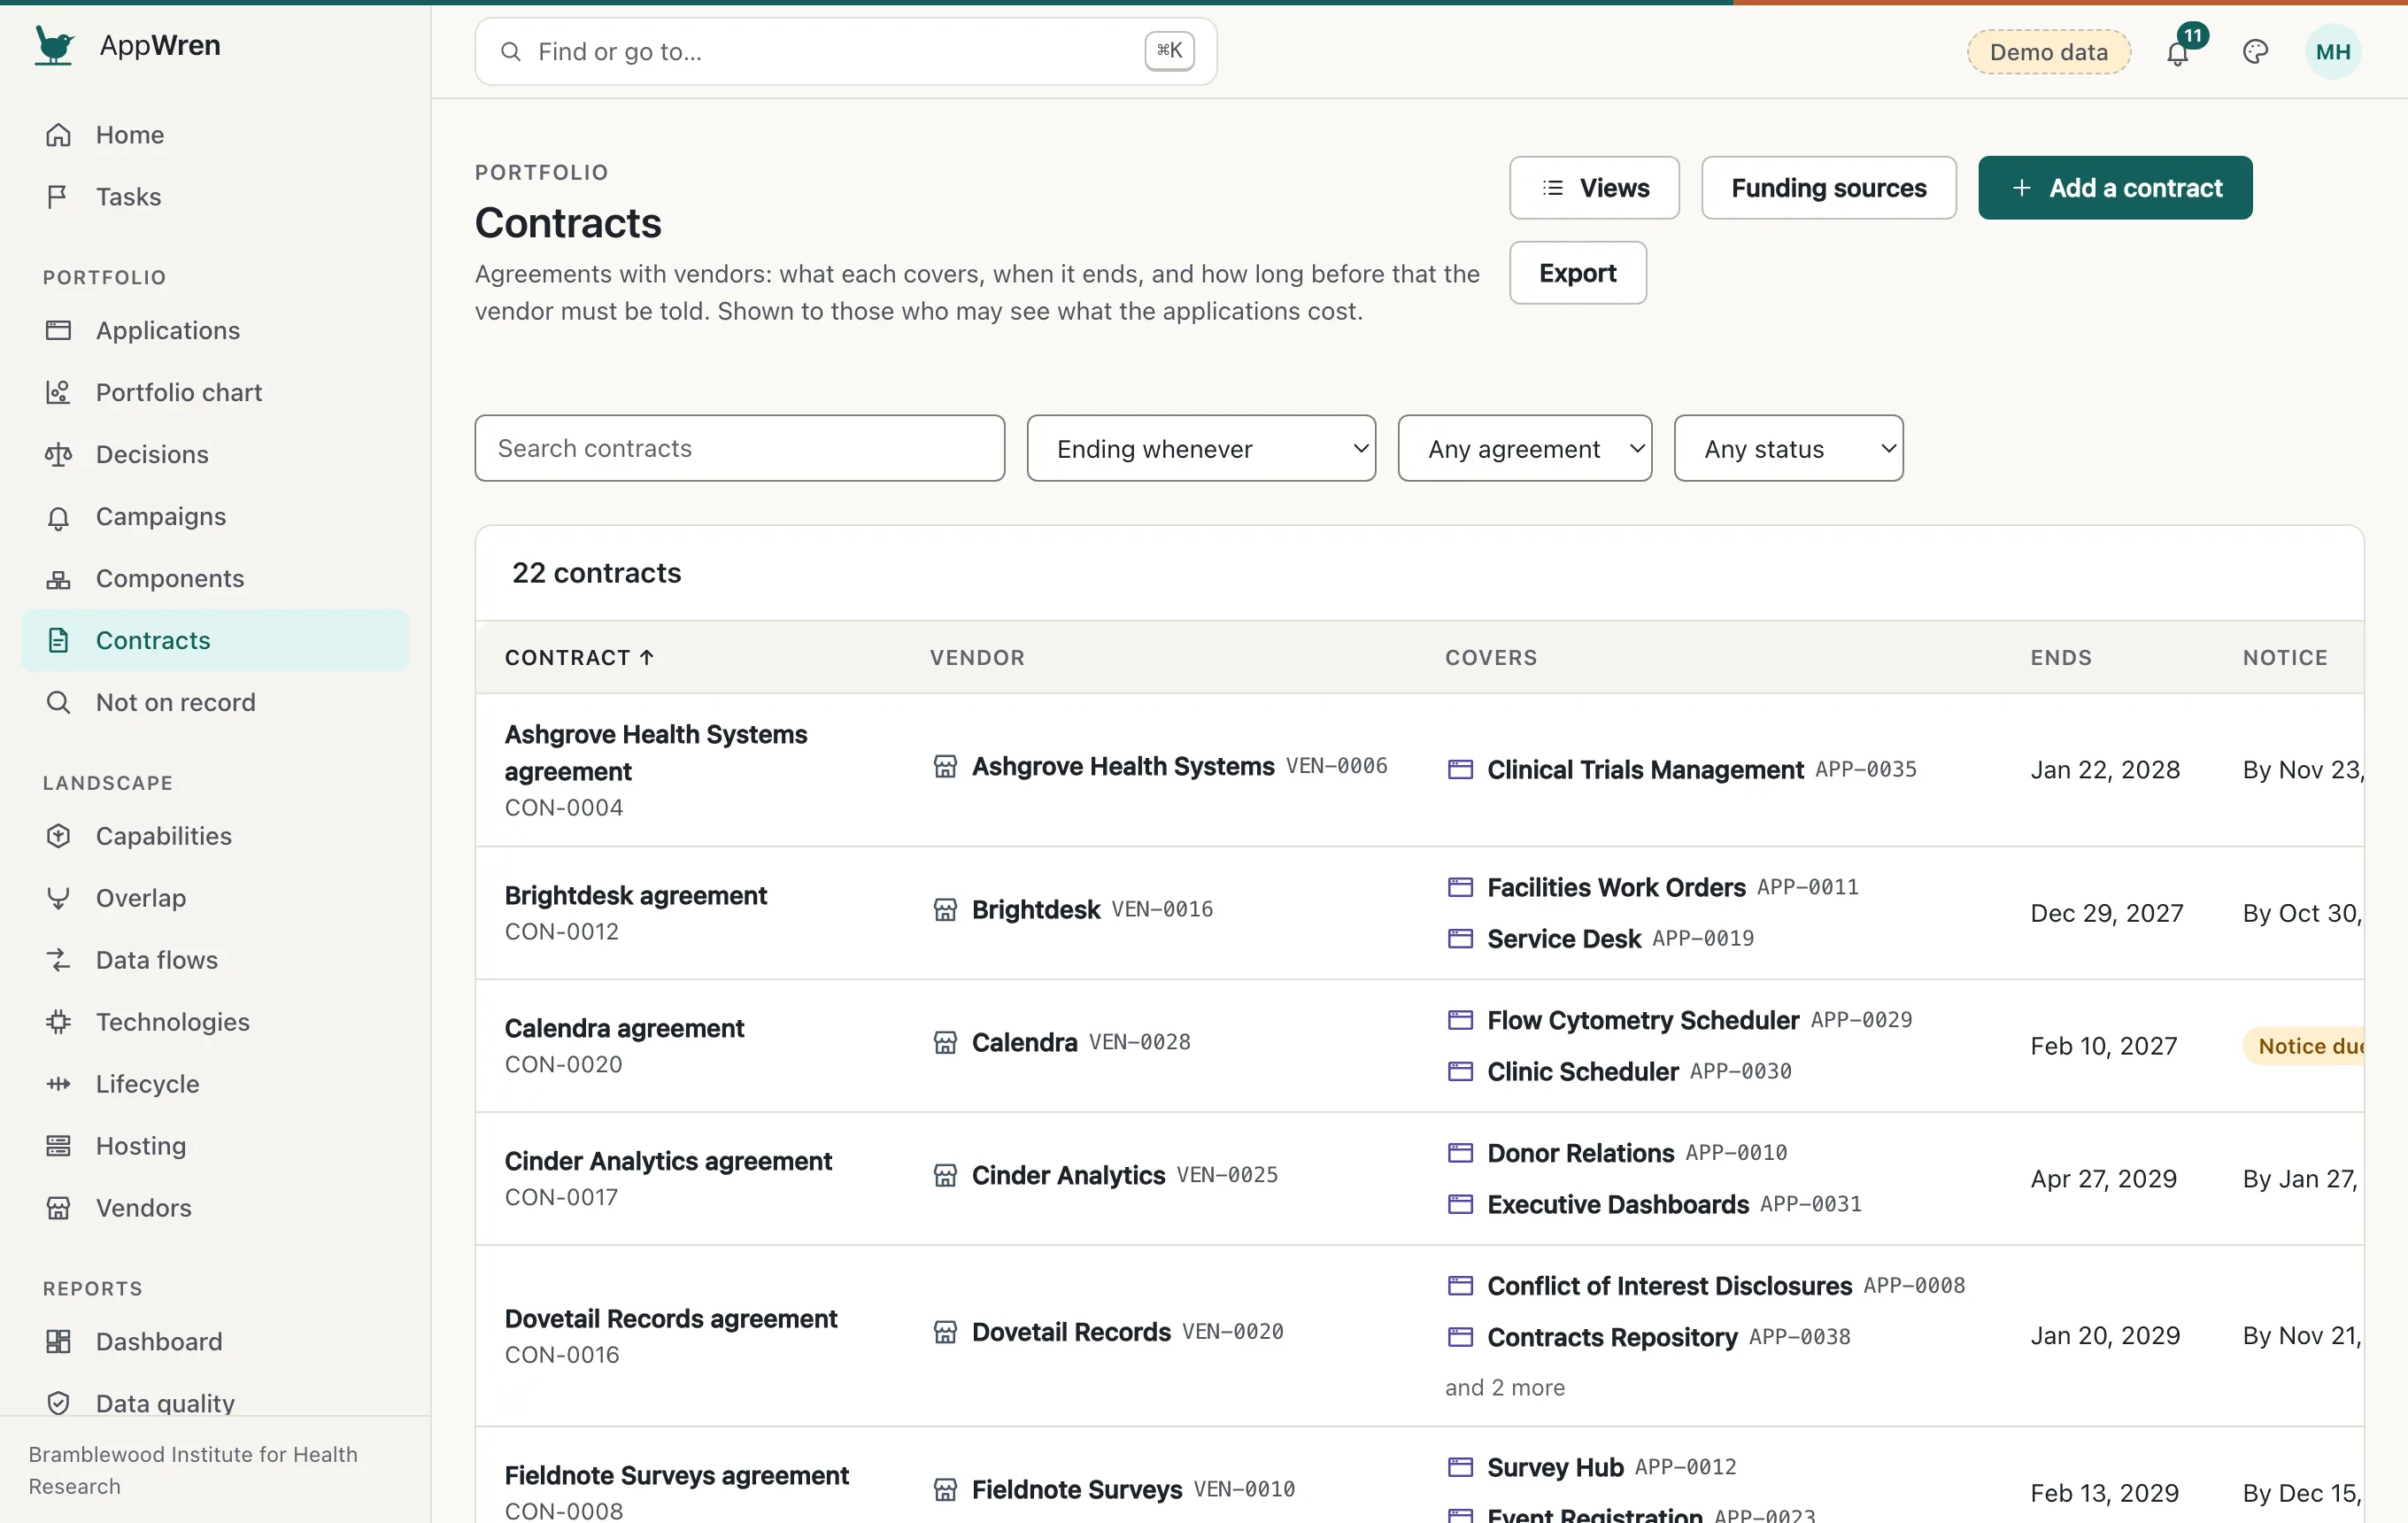 AppWren
Find or go to...
⌘K
Demo data
11
MH
Home
Tasks
PORTFOLIO
Applications
Portfolio chart
Decisions
Campaigns
Components
Contracts
Not on record
LANDSCAPE
Capabilities
Overlap
Data flows
Technologies
Lifecycle
Hosting
Vendors
REPORTS
Dashboard
Data quality
Bramblewood Institute for Health
Research
PORTFOLIO
Contracts
Agreements with vendors: what each covers, when it ends, and how long before that the
vendor must be told. Shown to those who may see what the applications cost.
Views
Funding sources
+ Add a contract
Export
Search contracts
Ending whenever
Any agreement
Any status
22 contracts
CONTRACT ↑ VENDOR COVERS ENDS NOTICE
Ashgrove Health Systems
agreement
CON-0004
Ashgrove Health Systems VEN-0006
Clinical Trials Management APP-0035
Jan 22, 2028
By Nov 23,
Brightdesk agreement
CON-0012
Brightdesk VEN-0016
Facilities Work Orders APP-0011
Service Desk APP-0019
Dec 29, 2027
By Oct 30,
Calendra agreement
CON-0020
Calendra VEN-0028
Flow Cytometry Scheduler APP-0029
Clinic Scheduler APP-0030
Feb 10, 2027
Notice due
Cinder Analytics agreement
CON-0017
Cinder Analytics VEN-0025
Donor Relations APP-0010
Executive Dashboards APP-0031
Apr 27, 2029
By Jan 27,
Dovetail Records agreement
CON-0016
Dovetail Records VEN-0020
Conflict of Interest Disclosures APP-0008
Contracts Repository APP-0038
and 2 more
Jan 20, 2029
By Nov 21,
Fieldnote Surveys agreement
CON-0008
Fieldnote Surveys VEN-0010
Survey Hub APP-0012
Event Registration APP-0023
Feb 13, 2029
By Dec 15,